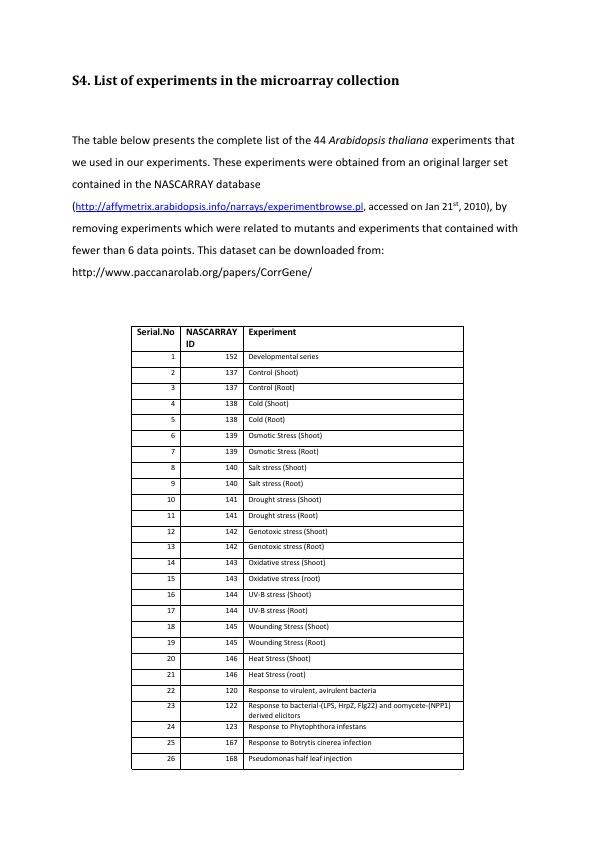 S4. List of experiments in the microarray collection
The table below presents the complete list of the 44 Arabidopsis thaliana experiments that
we used in our experiments. These experiments were obtained from an original larger set
contained in the NASCARRAY database
(http://affymetrix.arabidopsis.info/narrays/experimentbrowse.pl, accessed on Jan 21st, 2010), by
removing experiments which were related to mutants and experiments that contained with
fewer than 6 data points. This dataset can be downloaded from:
http://www.paccanarolab.org/papers/CorrGene/
Serial.No NASCARRAY Experiment
ID
1 152 Developmental series
2 137 Control (Shoot)
3 137 Control (Root)
4 138 Cold (Shoot)
5 138 Cold (Root)
6 139 Osmotic Stress (Shoot)
7 139 Osmotic Stress (Root)
8 140 Salt stress (Shoot)
9 140 Salt stress (Root)
10 141 Drought stress (Shoot)
11 141 Drought stress (Root)
12 142 Genotoxic stress (Shoot)
13 142 Genotoxic stress (Root)
14 143 Oxidative stress (Shoot)
15 143 Oxidative stress (root)
16 144 UV-B stress (Shoot)
17 144 UV-B stress (Root)
18 145 Wounding Stress (Shoot)
19 145 Wounding Stress (Root)
20 146 Heat Stress (Shoot)
21 146 Heat Stress (root)
22 120 Response to virulent, avirulent bacteria
23 122 Response to bacterial-(LPS, HrpZ, Flg22) and oomycete-(NPP1)
derived elicitors
24 123 Response to Phytophthora infestans
25 167 Response to Botrytis cinerea infection
26 168 Pseudomonas half leaf injection